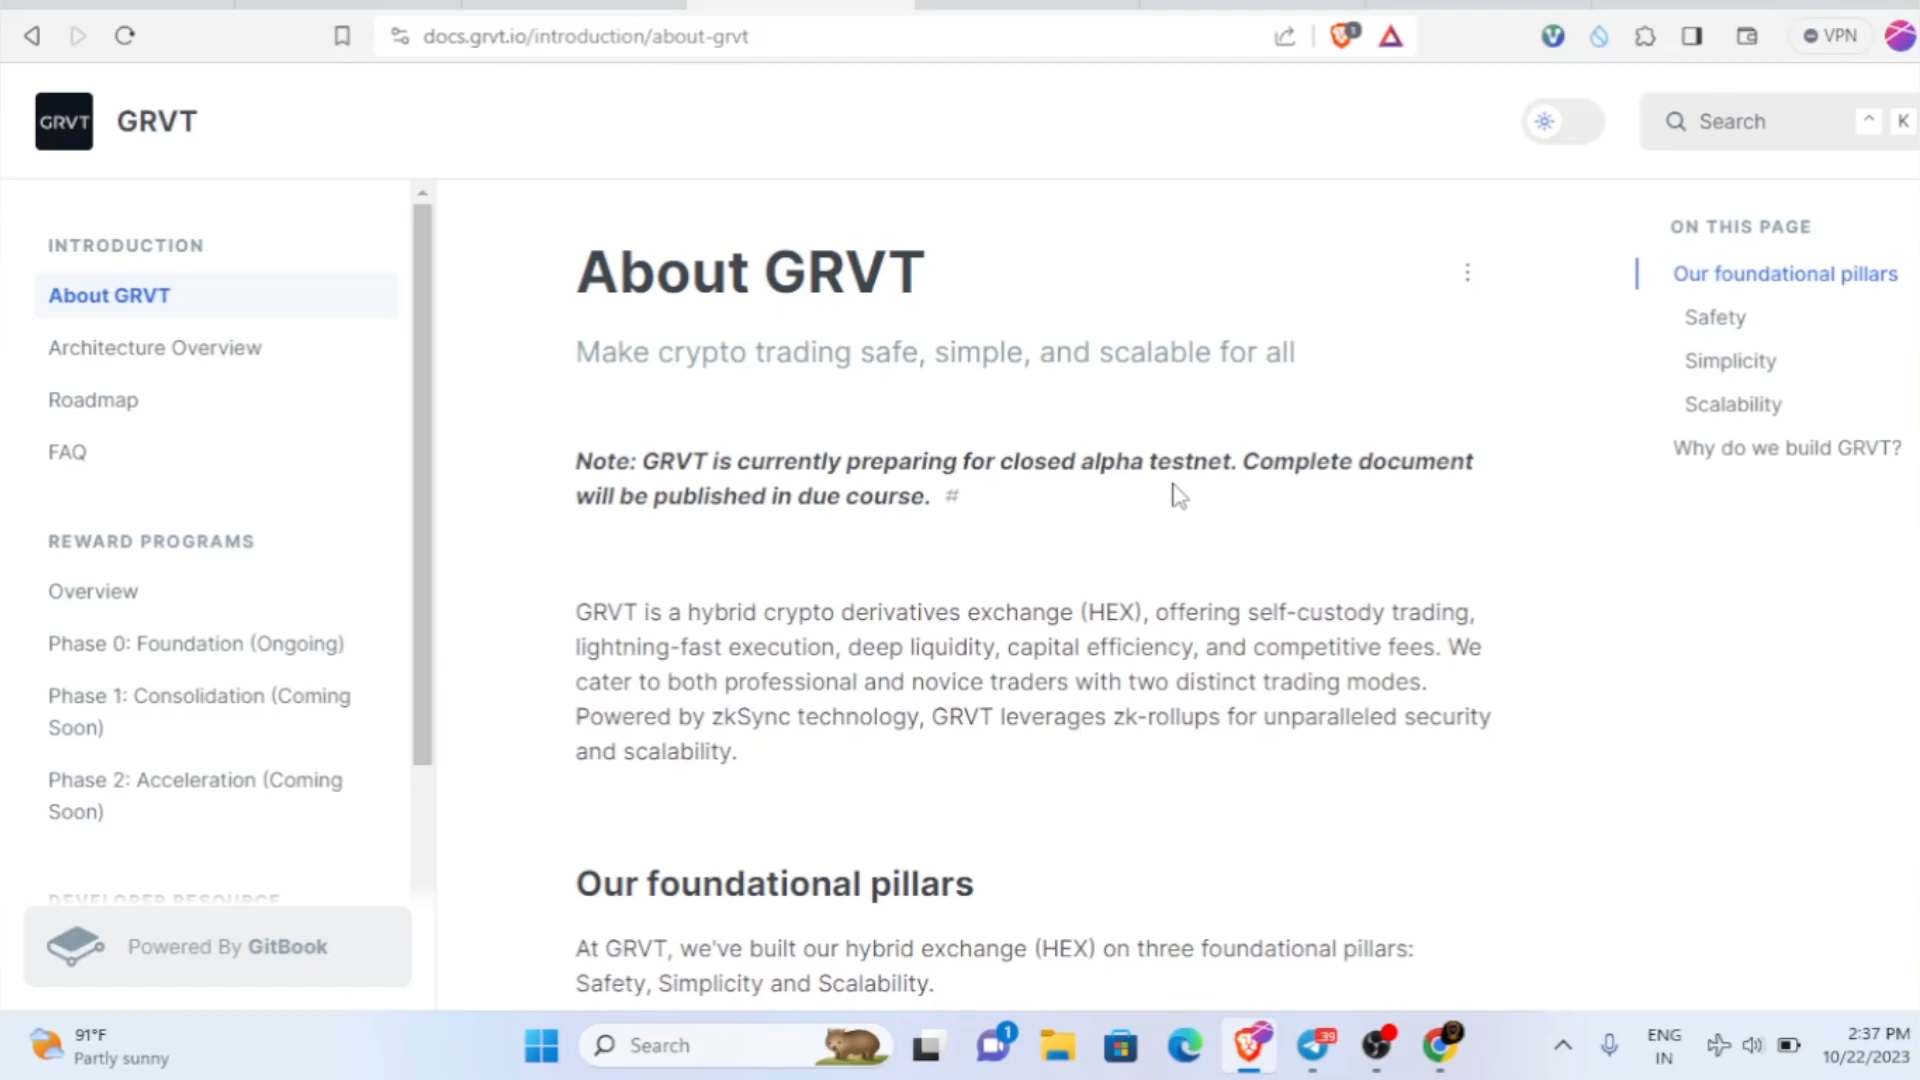 docs.grvt.io/introduction/about-grvt
1
VPN
GRVT
GRVT
Search
^
K
INTRODUCTION
About GRVT
Architecture Overview
Roadmap
FAQ
REWARD PROGRAMS
Overview
Phase 0: Foundation (Ongoing)
Phase 1: Consolidation (Coming
Soon)
Phase 2: Acceleration (Coming
Soon)
DEVELOPER RESOURCE
Powered By GitBook
About GRVT
Make crypto trading safe, simple, and scalable for all
Note: GRVT is currently preparing for closed alpha testnet. Complete document
will be published in due course. #
GRVT is a hybrid crypto derivatives exchange (HEX), offering self-custody trading,
lightning-fast execution, deep liquidity, capital efficiency, and competitive fees. We
cater to both professional and novice traders with two distinct trading modes.
Powered by zkSync technology, GRVT leverages zk-rollups for unparalleled security
and scalability.
Our foundational pillars
At GRVT, we've built our hybrid exchange (HEX) on three foundational pillars:
Safety, Simplicity and Scalability.
ON THIS PAGE
Our foundational pillars
Safety
Simplicity
Scalability
Why do we build GRVT?
91°F
Partly sunny
Search
1
39
ENG
IN
2:37 PM
10/22/2023